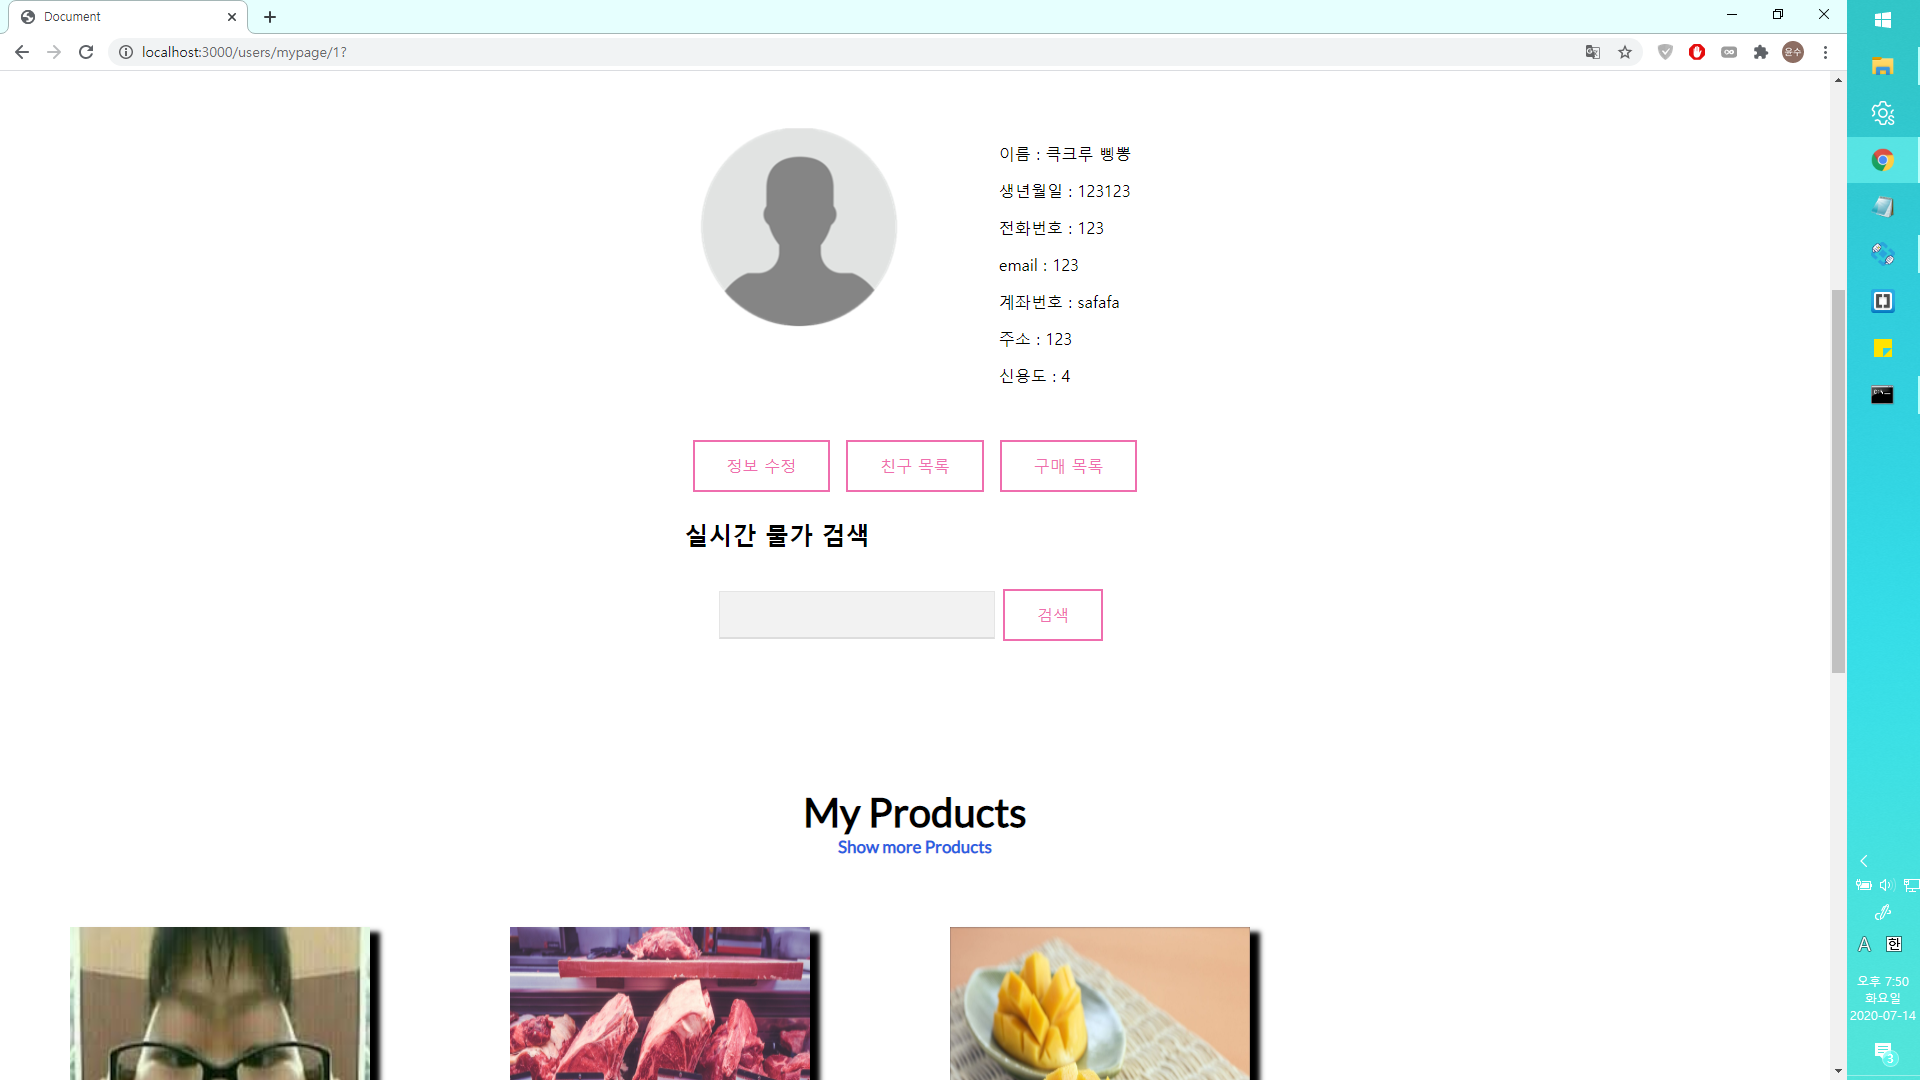 Document
localhost:3000/users/mypage/1?
윤수
이름 : 큭크루 삥뽕
생년월일 : 123123
전화번호 : 123
email : 123
계좌번호 : safafa
주소 : 123
신용도 : 4
정보 수정
친구 목록
구매 목록
실시간 물가 검색
검색
My Products
Show more Products
A 한
오후 7:50
화요일
2020-07-14
3